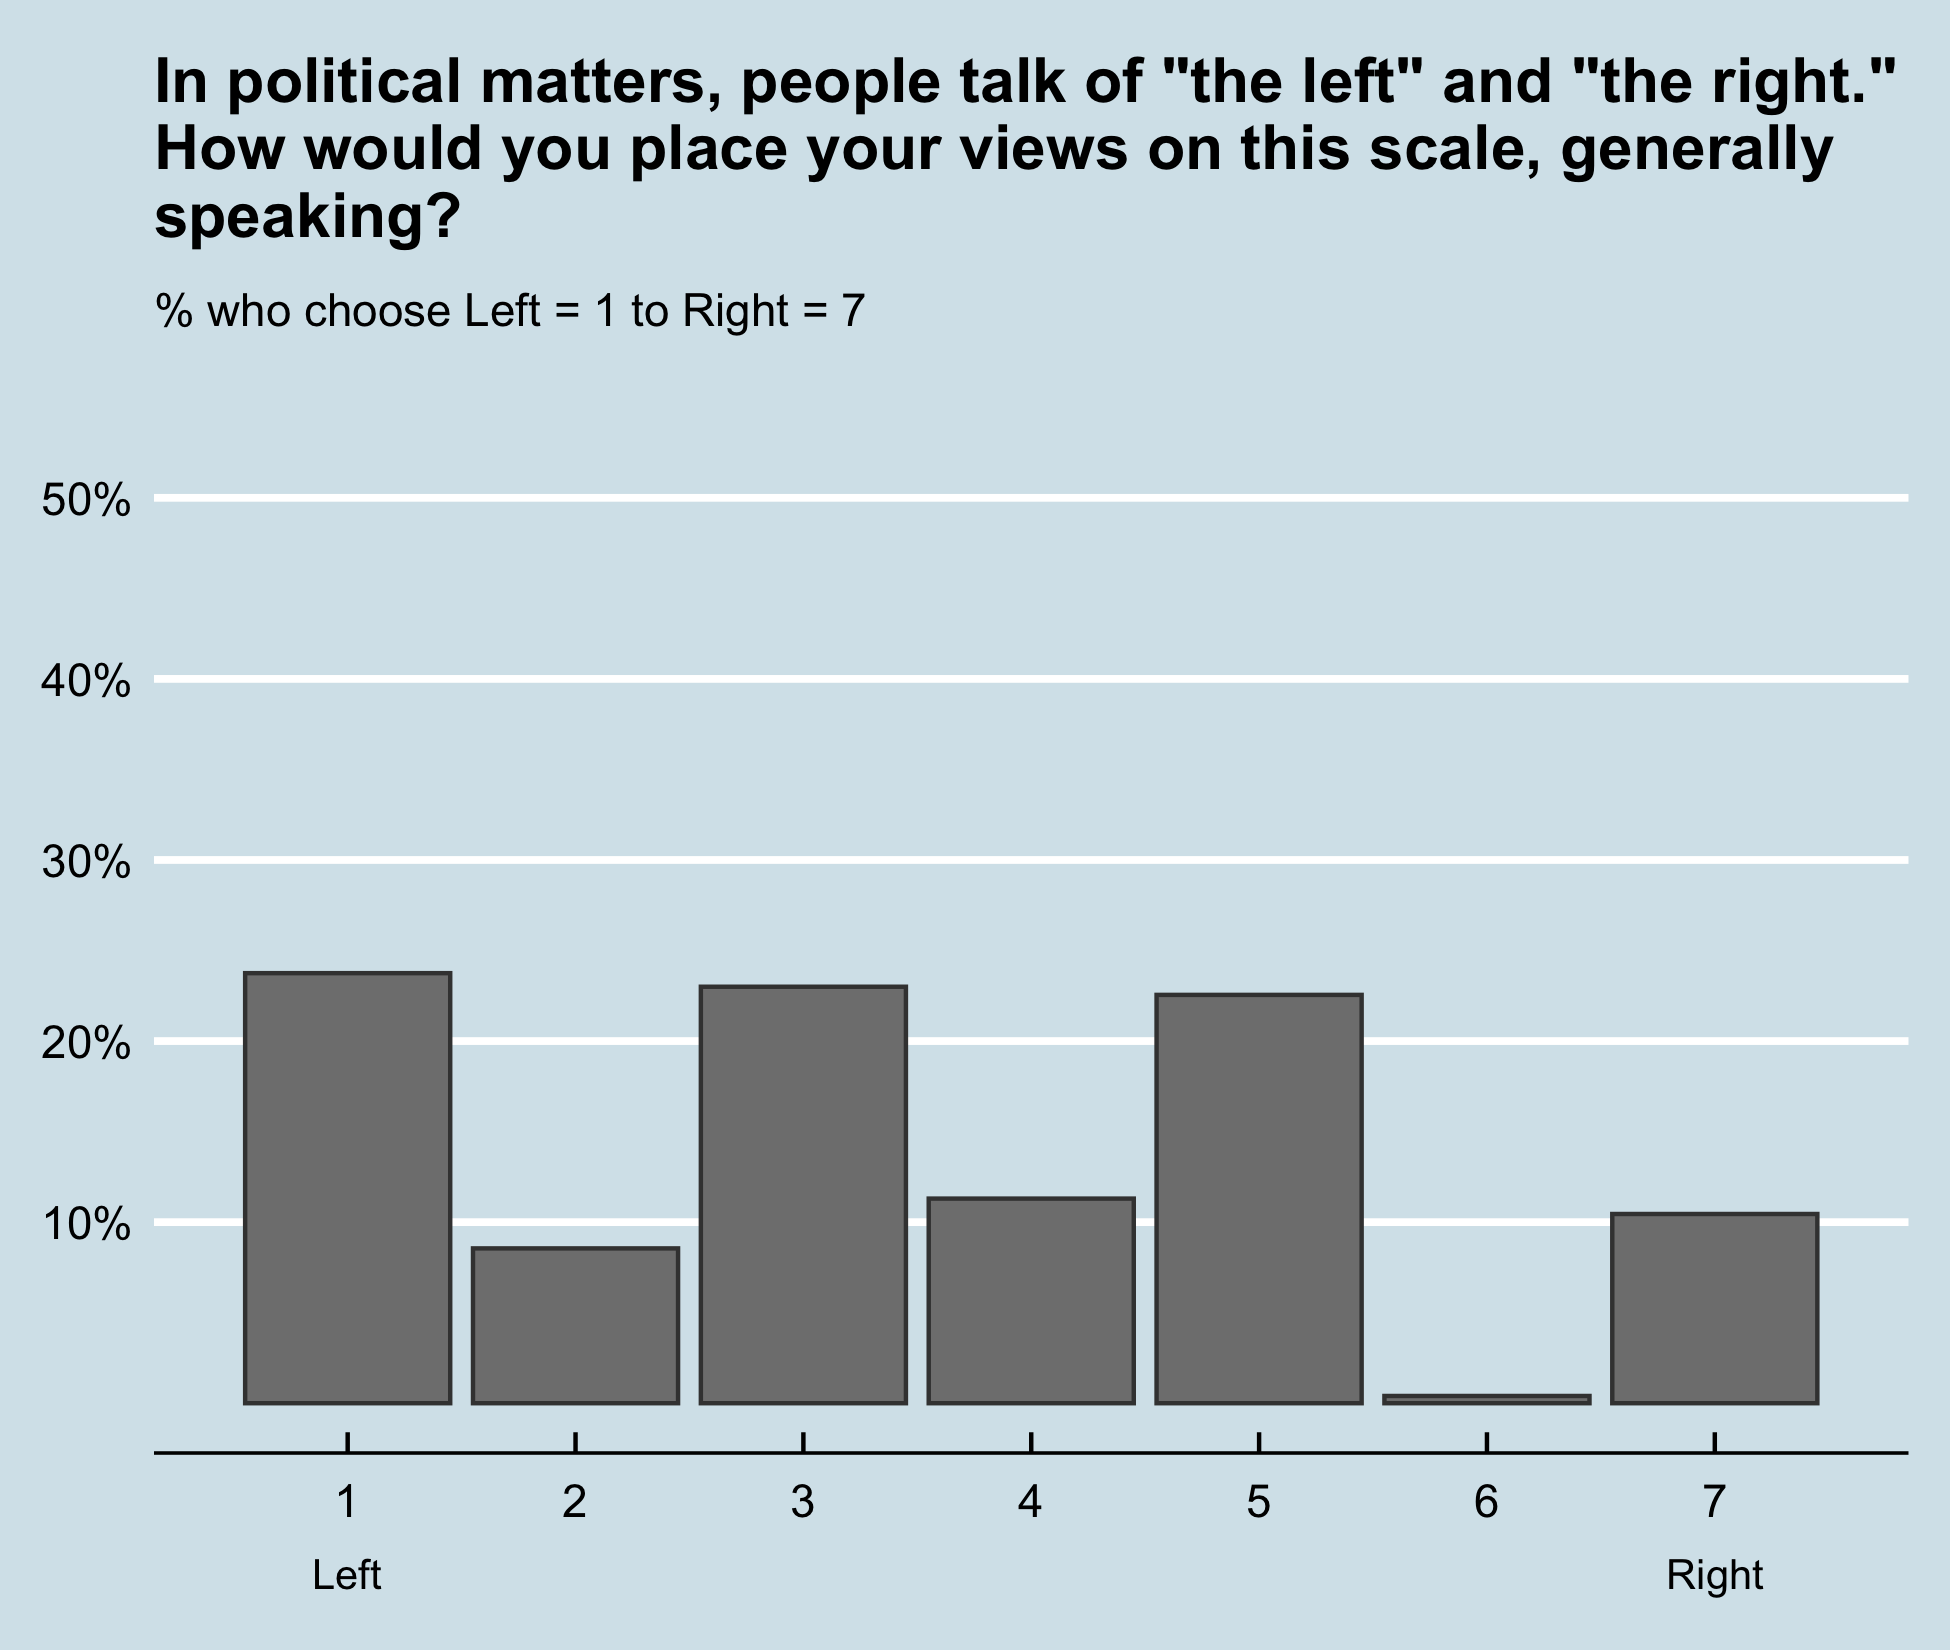 In political matters, people talk of "the left" and "the right."
How would you place your views on this scale, generally
speaking?
% who choose Left = 1 to Right = 7
50%
40%
30%
20%
10%
1 2 3 4 5 6 7
Left Right